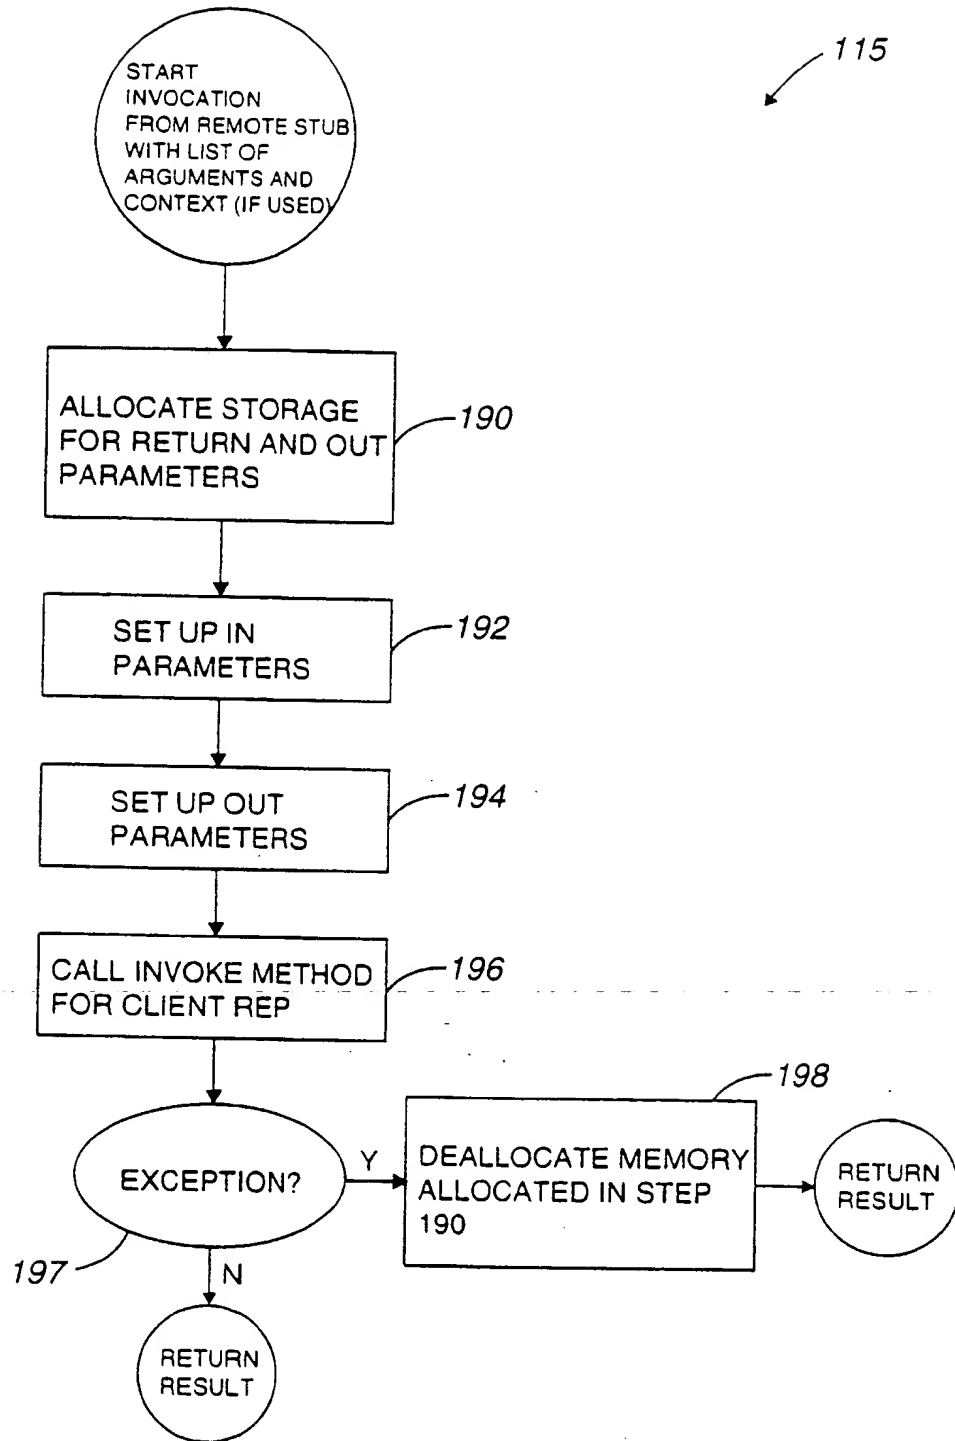 115
START
INVOCATION
FROM REMOTE STUB
WITH LIST OF
ARGUMENTS AND
CONTEXT (IF USED)
ALLOCATE STORAGE
FOR RETURN AND OUT
PARAMETERS
190
SET UP IN
PARAMETERS
192
SET UP OUT
PARAMETERS
194
CALL INVOKE METHOD
FOR CLIENT REP
196
EXCEPTION?
197
Y
N
198
DEALLOCATE MEMORY
ALLOCATED IN STEP
190
RETURN
RESULT
RETURN
RESULT